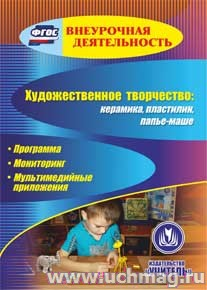 ФГОС
ВНЕУРОЧНАЯ
ДЕЯТЕЛЬНОСТЬ
Художественное творчество:
керамика, пластилин,
папье-маше
• Программа
• Мониторинг
• Мультимедийные
приложения
ИЗДАТЕЛЬСТВО
"УЧИТЕЛЬ"
www.uchmag.ru